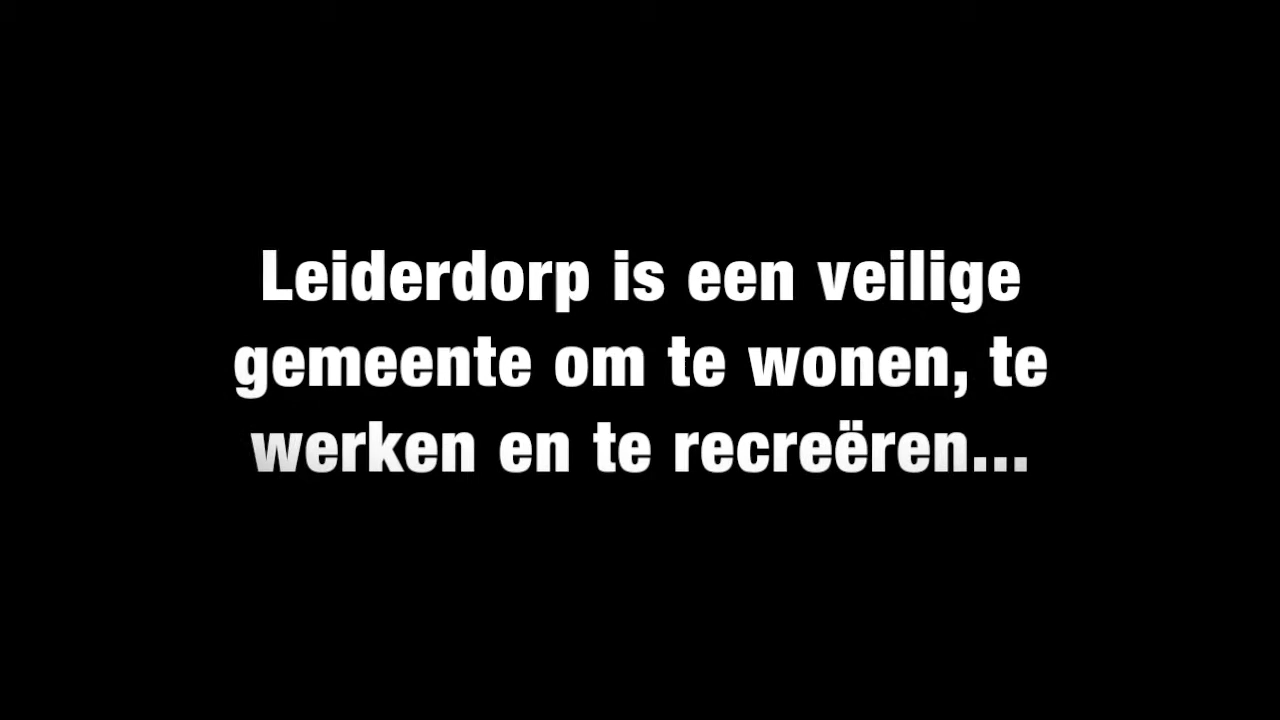 Leiderdorp is een veilige
gemeente om te wonen, te
werken en te recreëren...